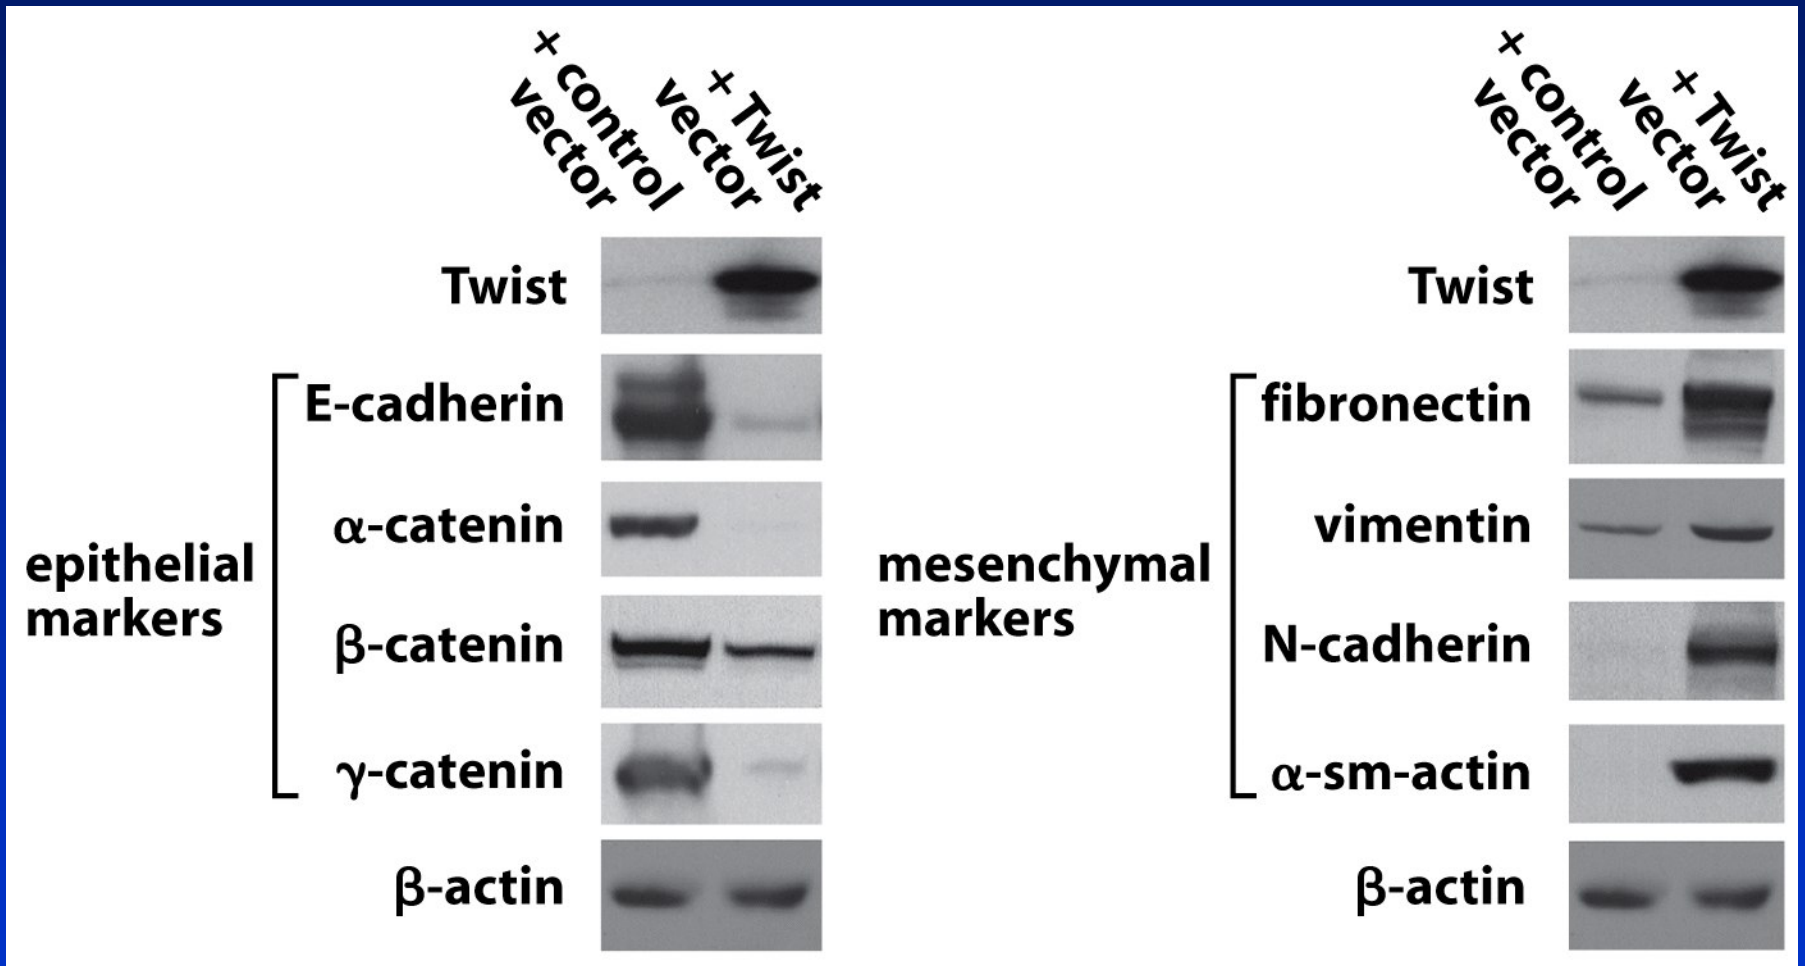 + control
vector
+ Twist
vector
Twist
E-cadherin
α-catenin
epithelial
markers
β-catenin
γ-catenin
β-actin
+ control
vector
+ Twist
vector
Twist
fibronectin
vimentin
mesenchymal
markers
N-cadherin
α-sm-actin
β-actin